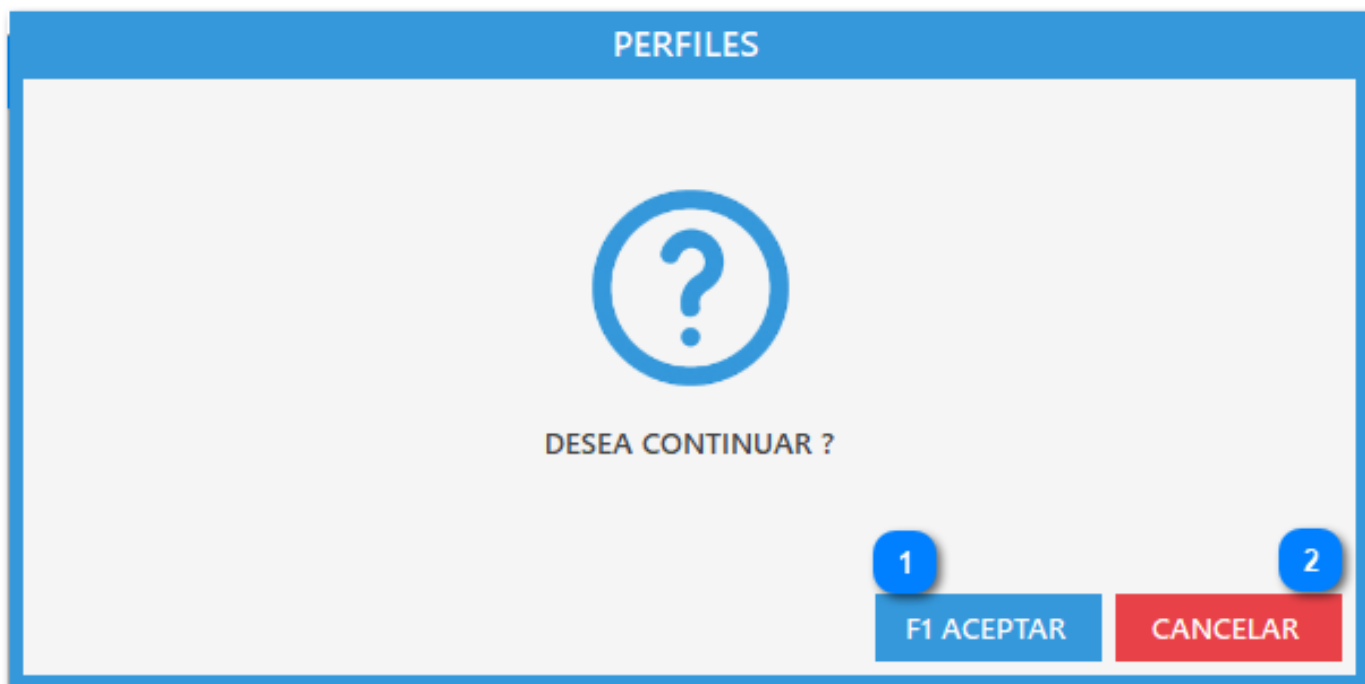 PERFILES
?
DESEA CONTINUAR ?
1
2
F1 ACEPTAR
CANCELAR